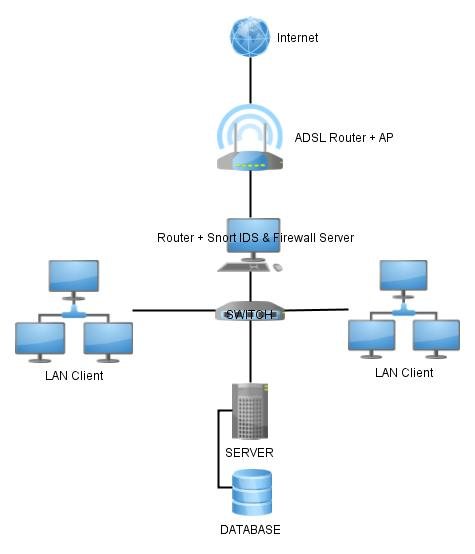 Internet
ADSL Router + AP
Router + Snort IDS & Firewall Server
SWITCH
LAN Client
LAN Client
SERVER
DATABASE